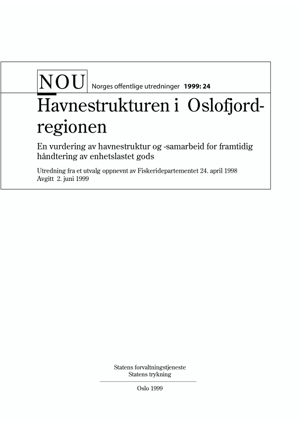 NOU
Norges offentlige utredninger 1999: 24
Havnestrukturen i Oslofjord-
regionen
En vurdering av havnestruktur og -samarbeid for framtidig
håndtering av enhetslastet gods
Utredning fra et utvalg oppnevnt av Fiskeridepartementet 24. april 1998
Avgitt 2. juni 1999
Statens forvaltningstjeneste
Statens trykning
Oslo 1999